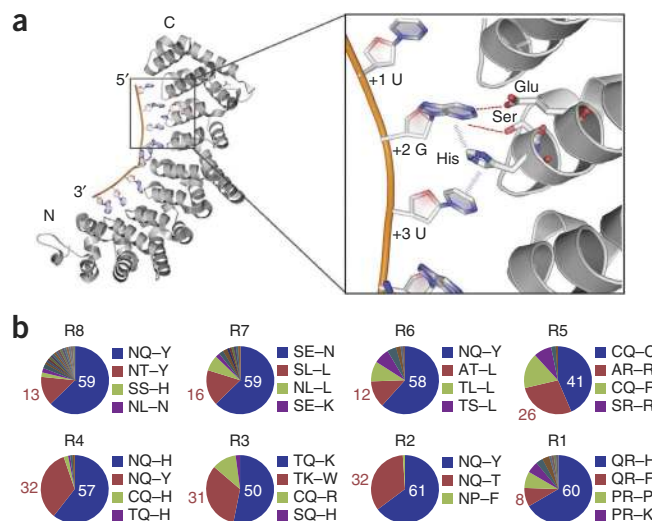 a
C
5′
3′
N
+1 U
Glu
Ser
+2 G
His
+3 U
b
R8
NQ–Y
NT–Y
SS–H
NL–N
59
13
R7
SE–N
SL–L
NL–L
SE–K
59
16
R6
NQ–Y
AT–L
TL–L
TS–L
58
12
R5
AR–R
SR–R
41
26
R4
NQ–H
NQ–Y
CQ–H
TQ–H
57
32
R3
TQ–K
TK–W
CQ–R
SQ–H
50
31
R2
NQ–Y
NQ–T
NP–F
61
32
R1
60
8